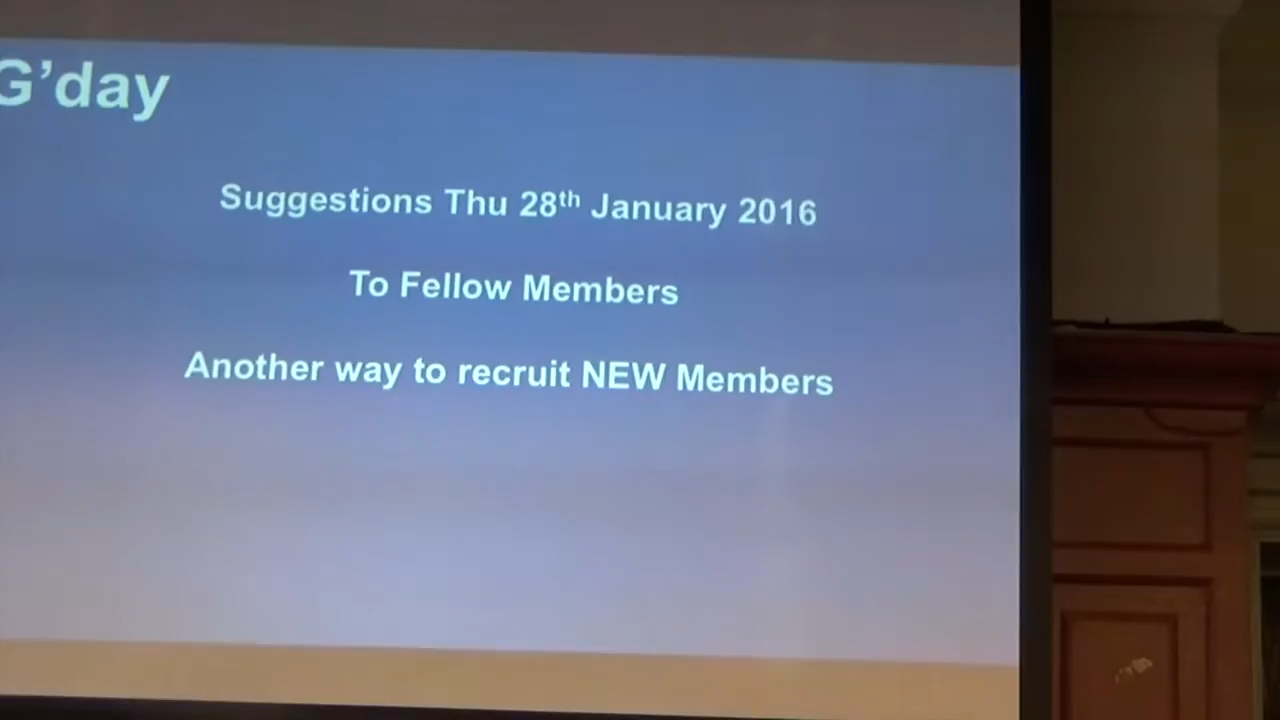 G’day
Suggestions Thu 28th January 2016
To Fellow Members
Another way to recruit NEW Members